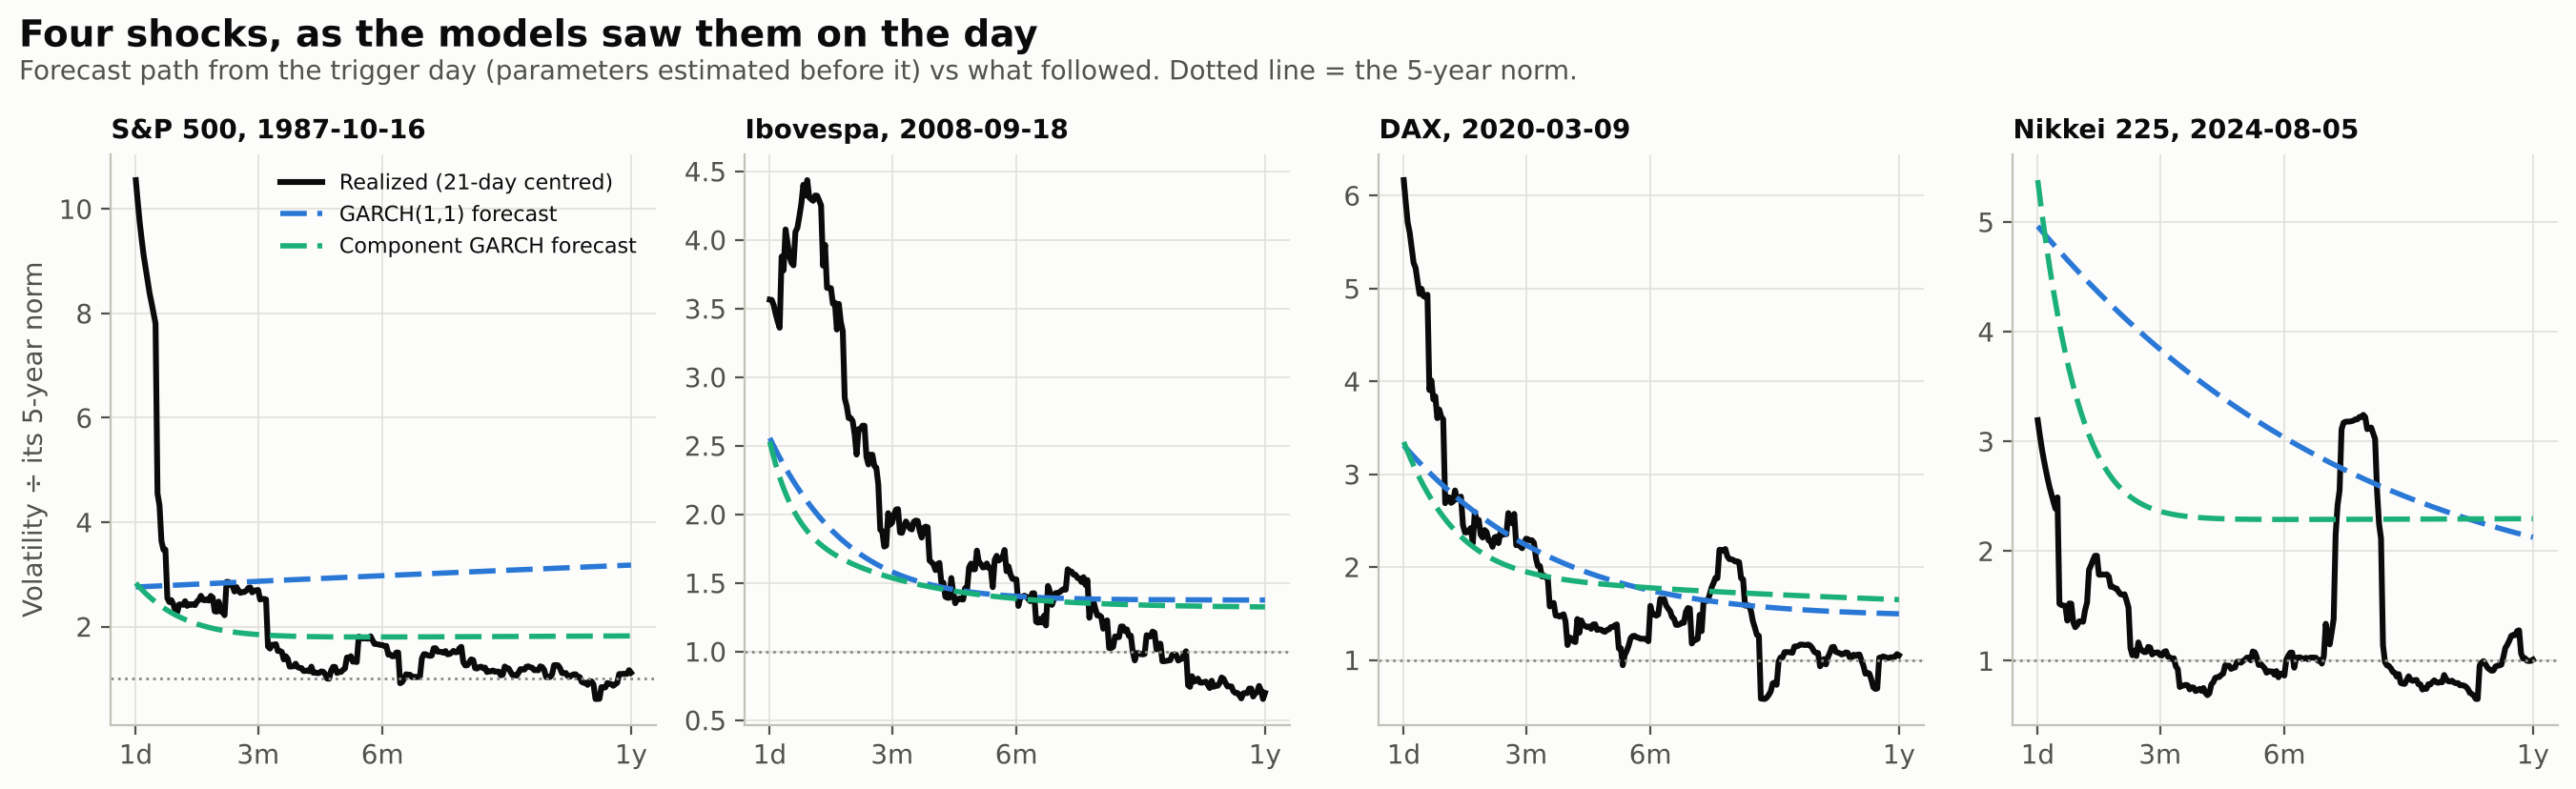 Four shocks, as the models saw them on the day
Forecast path from the trigger day (parameters estimated before it) vs what followed. Dotted line = the 5-year norm.
Volatility ÷ its 5-year norm
S&P 500, 1987-10-16
Realized (21-day centred)
GARCH(1,1) forecast
Component GARCH forecast
10
8
6
4
2
1d 3m 6m 1y
Ibovespa, 2008-09-18
4.5
4.0
3.5
3.0
2.5
2.0
1.5
1.0
0.5
1d 3m 6m 1y
DAX, 2020-03-09
6
5
4
3
2
1
1d 3m 6m 1y
Nikkei 225, 2024-08-05
5
4
3
2
1
1d 3m 6m 1y